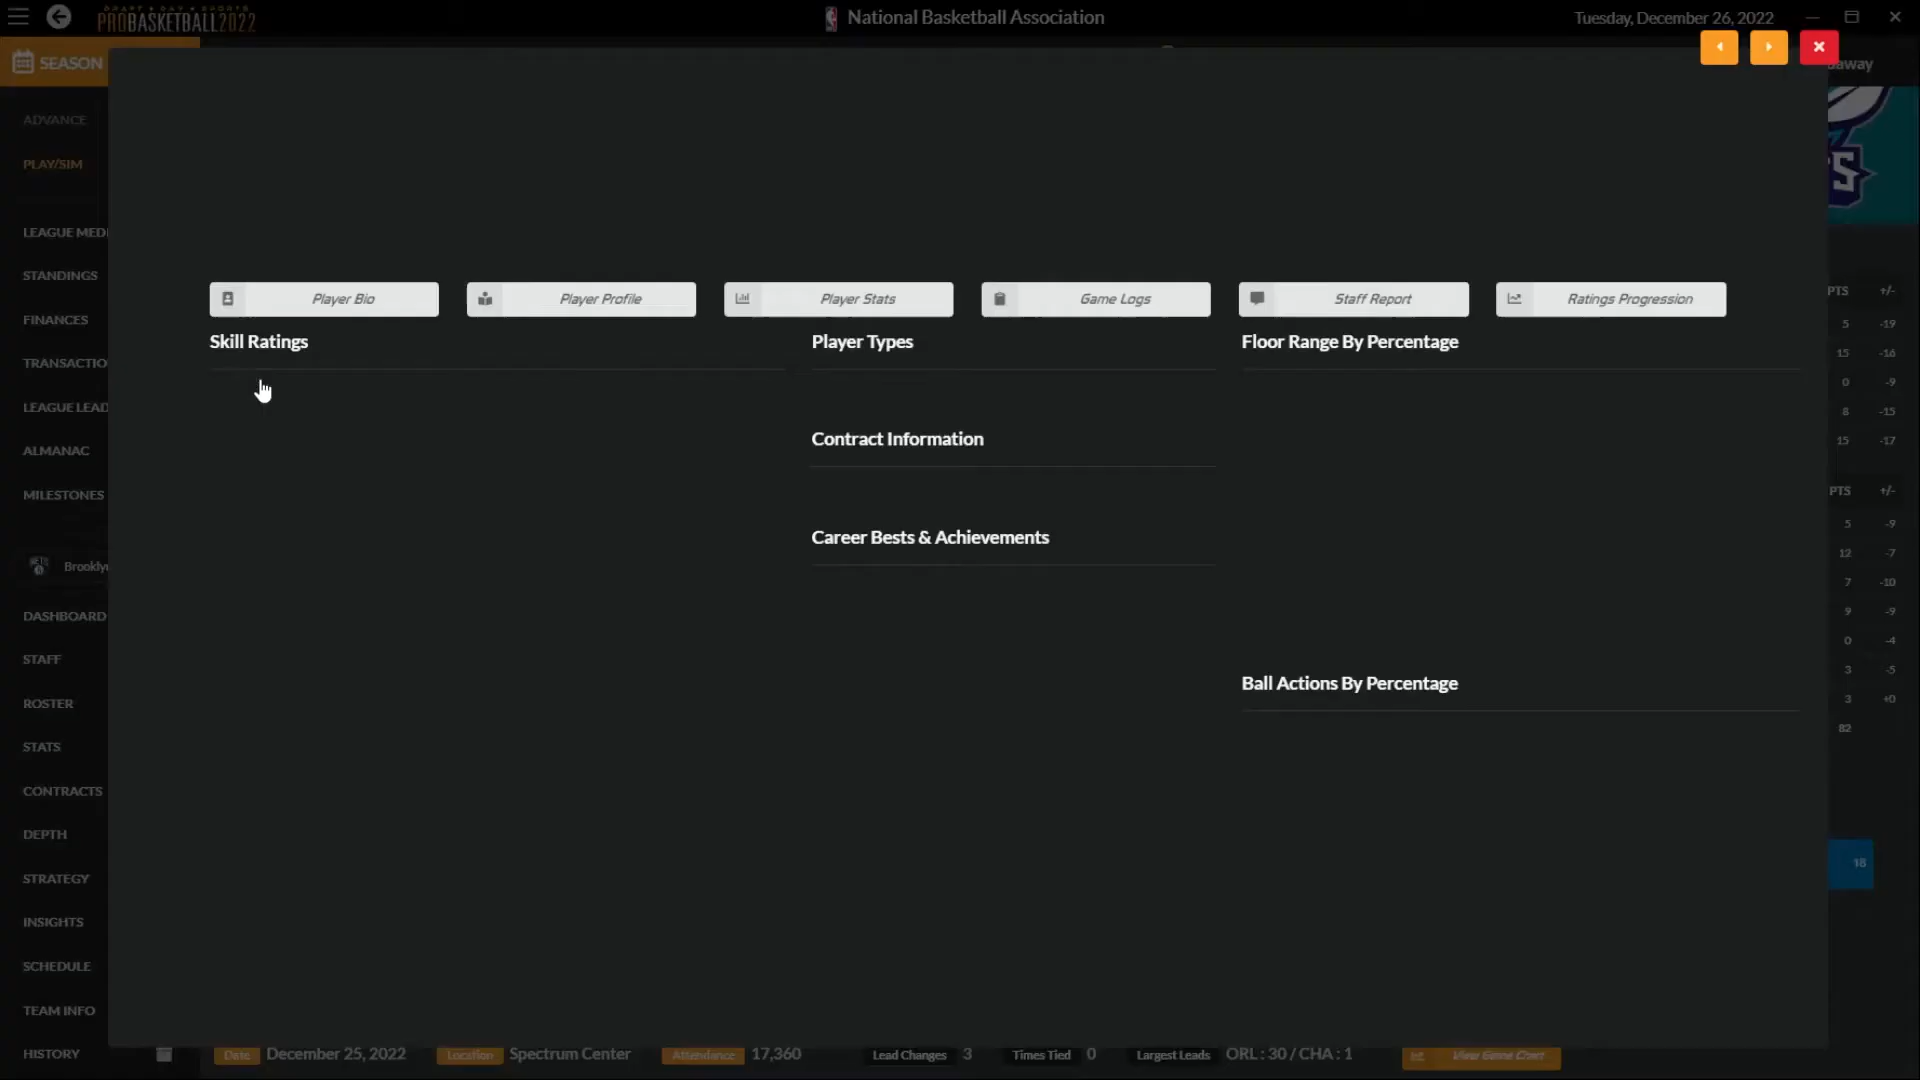 DRAFT DAY SPORTS
PROBASKETBALL2022
National Basketball Association
Tuesday, December 26, 2022
SEASON
away
ADVANCE
PLAY/SIM
LEAGUE MEDI
STANDINGS
FINANCES
TRANSACTIO
LEAGUE LEAD
ALMANAC
MILESTONES
Brooklyn
DASHBOARD
STAFF
ROSTER
STATS
CONTRACTS
DEPTH
STRATEGY
INSIGHTS
SCHEDULE
TEAM INFO
HISTORY
Player Bio
Player Profile
Player Stats
Game Logs
Staff Report
Ratings Progression
Skill Ratings
Player Types
Floor Range By Percentage
Contract Information
Career Bests & Achievements
Ball Actions By Percentage
PTS +/-
5 -19
15 -16
0 -9
8 -15
15 -17
PTS +/-
5 -9
12 -7
7 -10
9 -9
0 -4
3 -5
3 +0
82
18
Date December 25, 2022 Location Spectrum Center Attendance 17,360 Lead Changes 3 Times Tied 0 Largest Leads ORL : 30 / CHA : 1 View Game Chart